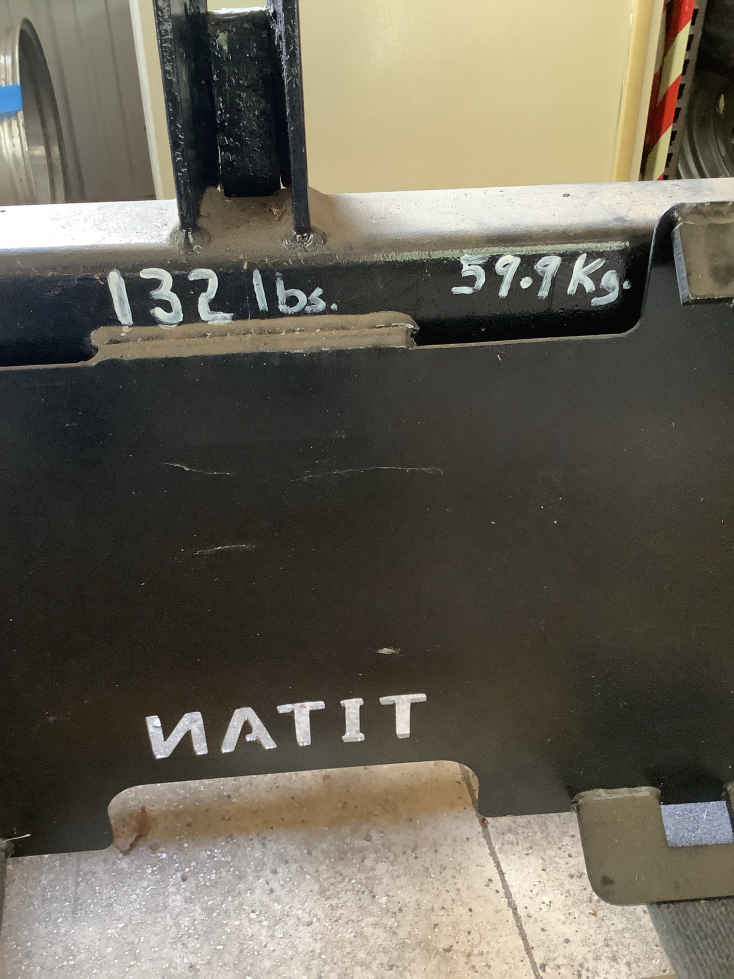 132 lbs. 59.9 Kg.
TITAN